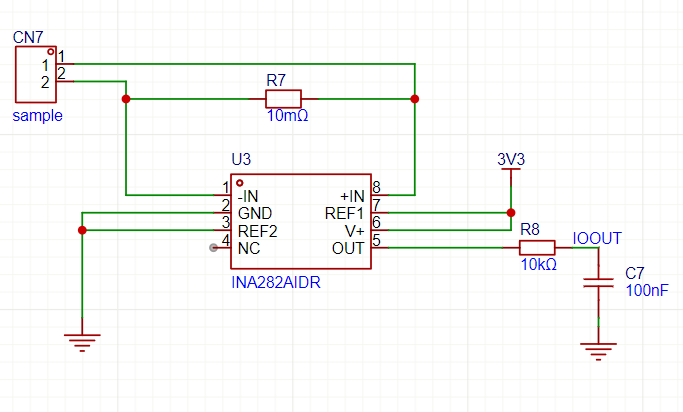 CN7
1
1
2
2
sample
R7
10mΩ
U3
3V3
1
-IN
+IN
8
2
GND
REF1
7
3
REF2
V+
6
4
NC
OUT
5
INA282AIDR
R8
10kΩ
IOOUT
C7
100nF